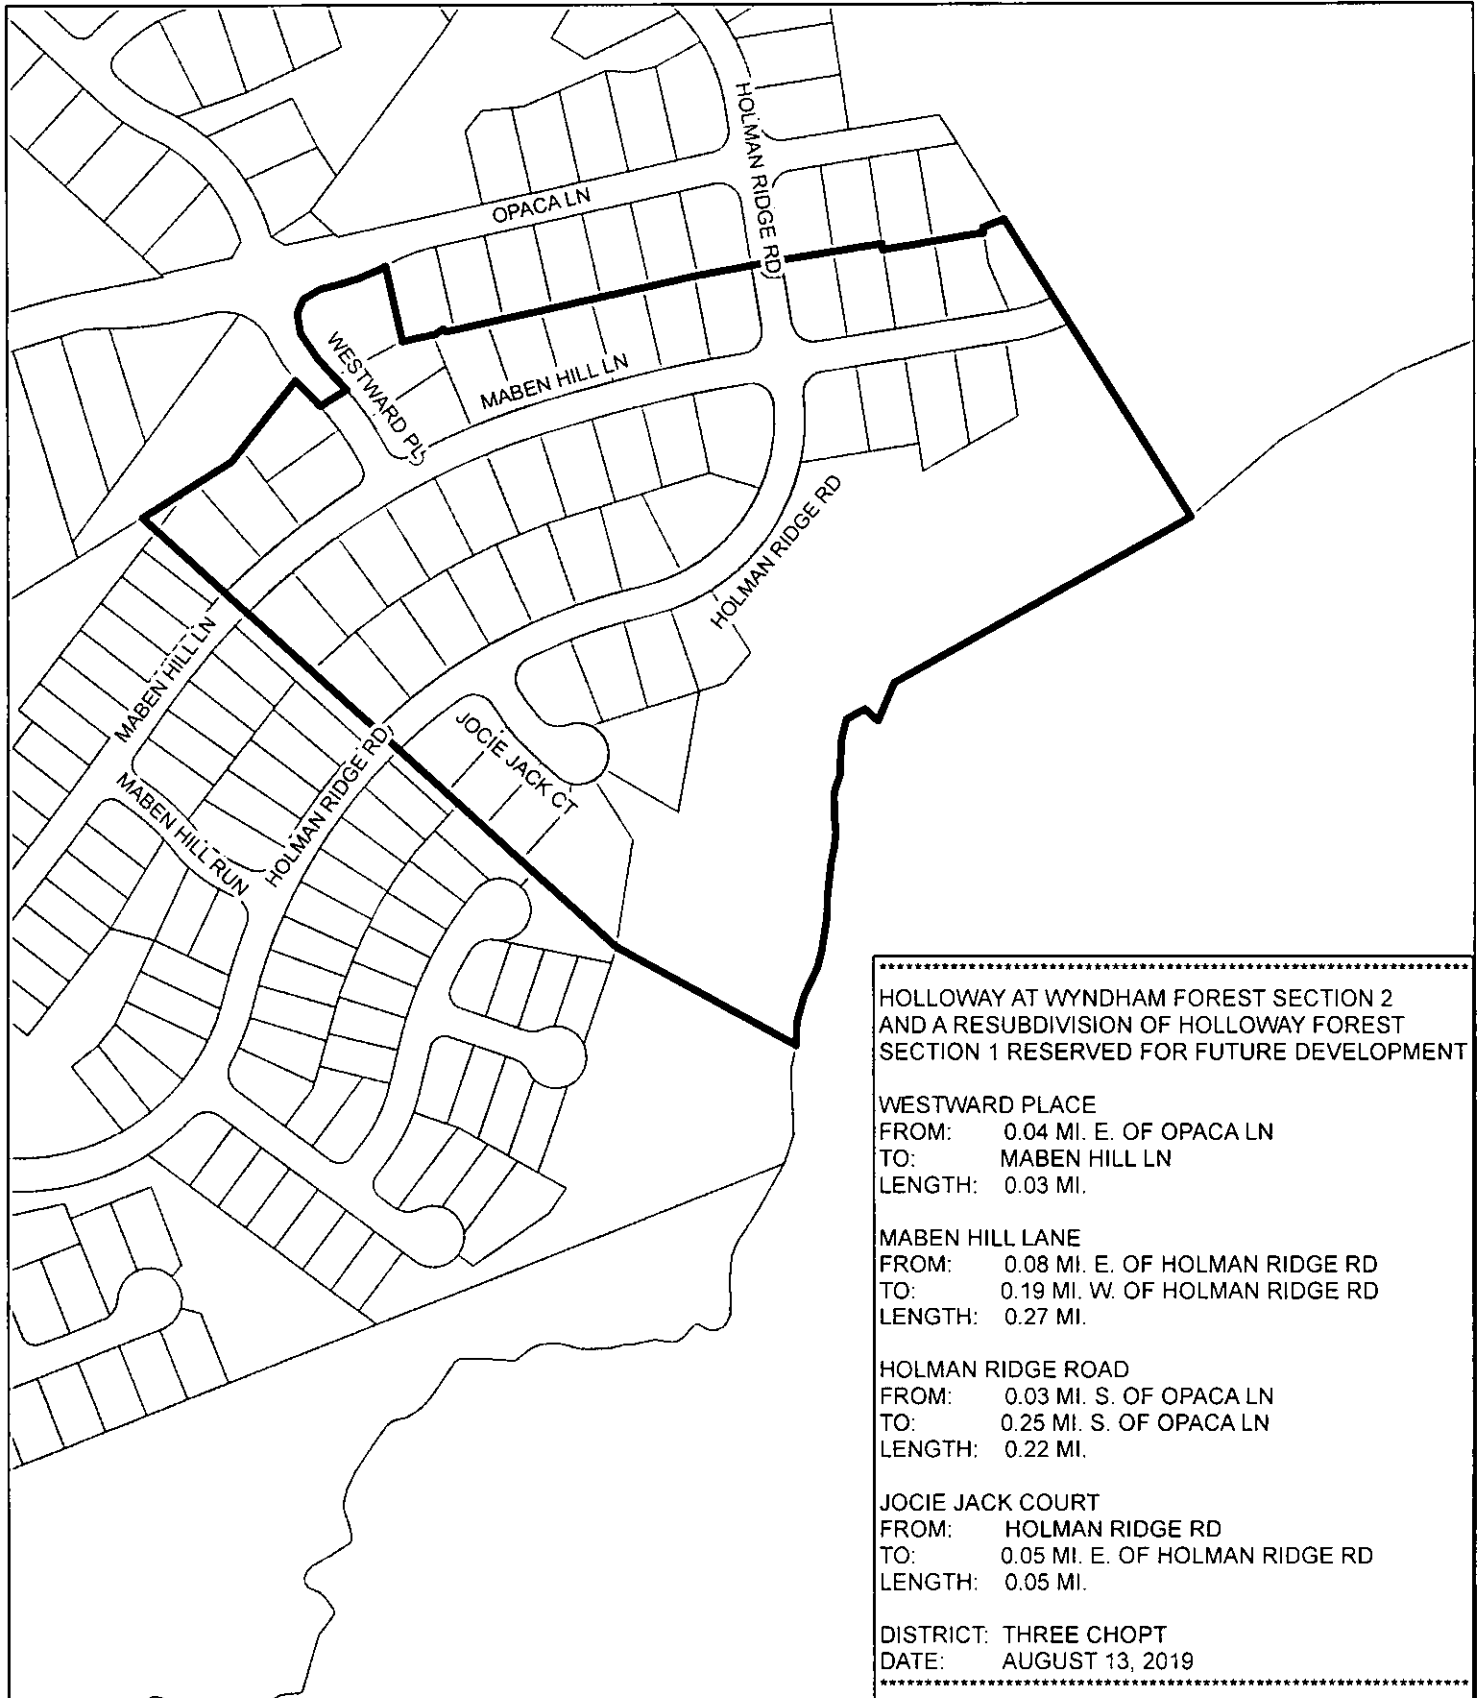 HOLMAN RIDGE RD
OPACA LN
WESTWARD PL
MABEN HILL LN
HOLMAN RIDGE RD
MABEN HILL LN
JOCIE JACK CT
HOLMAN RIDGE RD
MABEN HILL RUN
********************************************************************************
HOLLOWAY AT WYNDHAM FOREST SECTION 2
AND A RESUBDIVISION OF HOLLOWAY FOREST
SECTION 1 RESERVED FOR FUTURE DEVELOPMENT
WESTWARD PLACE
FROM: 0.04 MI. E. OF OPACA LN
TO: MABEN HILL LN
LENGTH: 0.03 MI.
MABEN HILL LANE
FROM: 0.08 MI. E. OF HOLMAN RIDGE RD
TO: 0.19 MI. W. OF HOLMAN RIDGE RD
LENGTH: 0.27 MI.
HOLMAN RIDGE ROAD
FROM: 0.03 MI. S. OF OPACA LN
TO: 0.25 MI. S. OF OPACA LN
LENGTH: 0.22 MI.
JOCIE JACK COURT
FROM: HOLMAN RIDGE RD
TO: 0.05 MI. E. OF HOLMAN RIDGE RD
LENGTH: 0.05 MI.
DISTRICT: THREE CHOPT
DATE: AUGUST 13, 2019
********************************************************************************